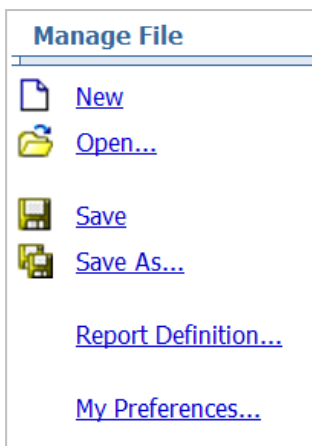 Manage File
New
Open...
Save
Save As...
Report Definition...
My Preferences...